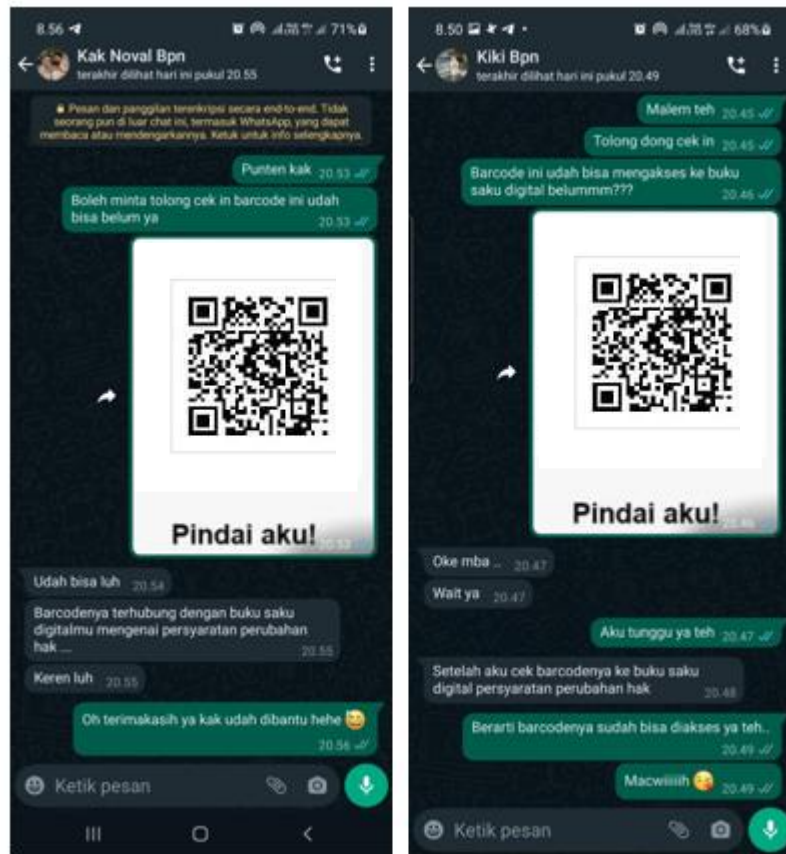 8.56
71%
Kak Noval Bpn
terakhir dilihat hari ini pukul 20.55
Pesan dan panggilan terenkripsi secara end-to-end. Tidak
seorang pun di luar chat ini, termasuk WhatsApp, yang dapat
membaca atau mendengarkannya. Ketuk untuk info selengkapnya.
Punten kak 20.53
Boleh minta tolong cek in barcode ini udah
bisa belum ya 20.53
Pindai aku!
20.53
Udah bisa luh 20.54
Barcodenya terhubung dengan buku saku
digitalmu mengenai persyaratan perubahan
hak ... 20.55
Keren luh 20.55
Oh terimakasih ya kak udah dibantu hehe 😅
20.56
Ketik pesan
8.50
68%
Kiki Bpn
terakhir dilihat hari ini pukul 20.49
Malem teh 20.45
Tolong dong cek in 20.45
Barcode ini udah bisa mengakses ke buku
saku digital belummm??? 20.46
Pindai aku!
20.46
Oke mba .. 20.47
Wait ya 20.47
Aku tunggu ya teh 20.47
Setelah aku cek barcodenya ke buku saku
digital persyaratan perubahan hak 20.48
Berarti barcodenya sudah bisa diakses ya teh..
20.49
20.49
Ketik pesan